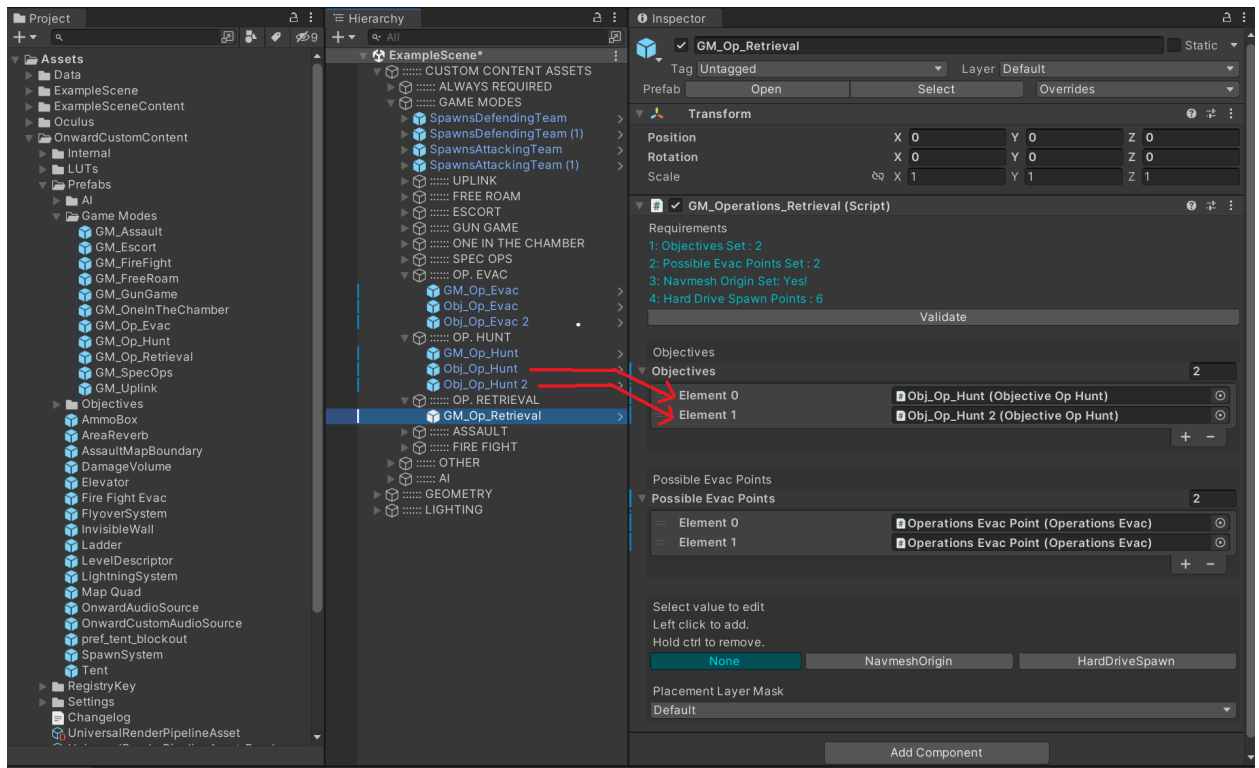 Project
9
Assets
Data
ExampleScene
ExampleSceneContent
Oculus
OnwardCustomContent
Internal
LUTs
Prefabs
AI
Game Modes
GM_Assault
GM_Escort
GM_FireFight
GM_FreeRoam
GM_GunGame
GM_OneInTheChamber
GM_Op_Evac
GM_Op_Hunt
GM_Op_Retrieval
GM_SpecOps
GM_Uplink
Objectives
AmmoBox
AreaReverb
AssaultMapBoundary
DamageVolume
Elevator
Fire Fight Evac
FlyoverSystem
InvisibleWall
Ladder
LevelDescriptor
LightningSystem
Map Quad
OnwardAudioSource
OnwardCustomAudioSource
pref_tent_blockout
SpawnSystem
Tent
RegistryKey
Settings
Changelog
UniversalRenderPipelineAsset
Hierarchy
All
ExampleScene*
:::::: CUSTOM CONTENT ASSETS
:::::: ALWAYS REQUIRED
:::::: GAME MODES
SpawnsDefendingTeam
SpawnsDefendingTeam (1)
SpawnsAttackingTeam
SpawnsAttackingTeam (1)
:::::: UPLINK
:::::: FREE ROAM
:::::: ESCORT
:::::: GUN GAME
:::::: ONE IN THE CHAMBER
:::::: SPEC OPS
:::::: OP. EVAC
GM_Op_Evac
Obj_Op_Evac
Obj_Op_Evac 2
:::::: OP. HUNT
GM_Op_Hunt
Obj_Op_Hunt
Obj_Op_Hunt 2
:::::: OP. RETRIEVAL
GM_Op_Retrieval
:::::: ASSAULT
:::::: FIRE FIGHT
:::::: OTHER
:::::: AI
:::::: GEOMETRY
:::::: LIGHTING
Inspector
GM_Op_Retrieval Static
Tag Untagged Layer Default
Prefab Open Select Overrides
Transform
Position X 0 Y 0 Z 0
Rotation X 0 Y 0 Z 0
Scale X 1 Y 1 Z 1
# GM_Operations_Retrieval (Script)
Requirements
1: Objectives Set : 2
2: Possible Evac Points Set : 2
3: Navmesh Origin Set: Yes!
4: Hard Drive Spawn Points : 6
Validate
Objectives
Objectives 2
Element 0 Obj_Op_Hunt (Objective Op Hunt)
Element 1 Obj_Op_Hunt 2 (Objective Op Hunt)
+ -
Possible Evac Points
Possible Evac Points 2
Element 0 Operations Evac Point (Operations Evac)
Element 1 Operations Evac Point (Operations Evac)
+ -
Select value to edit
Left click to add.
Hold ctrl to remove.
None NavmeshOrigin HardDriveSpawn
Placement Layer Mask
Default
Add Component